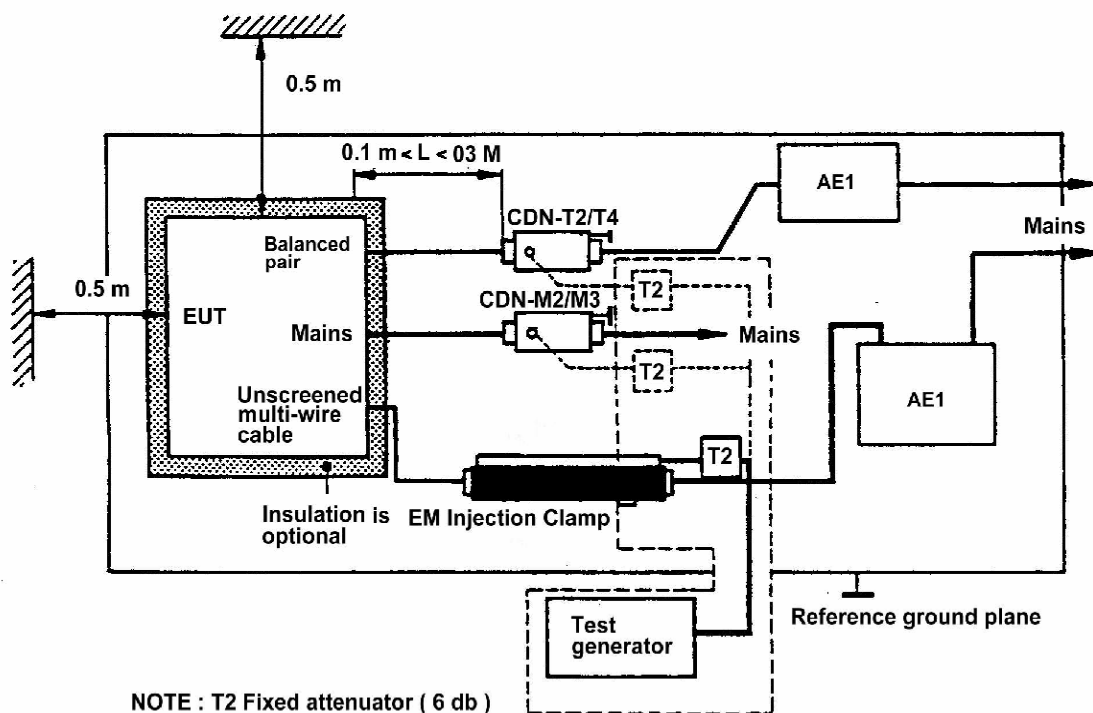 0.5 m
0.1 m < L < 03 M
AE1
CDN-T2/T4
Balanced
pair
Mains
0.5 m
T2
CDN-M2/M3
EUT
Mains
Mains
T2
AE1
Unscreened
multi-wire
cable
T2
Insulation is
optional
EM Injection Clamp
Reference ground plane
Test
generator
NOTE : T2 Fixed attenuator ( 6 db )